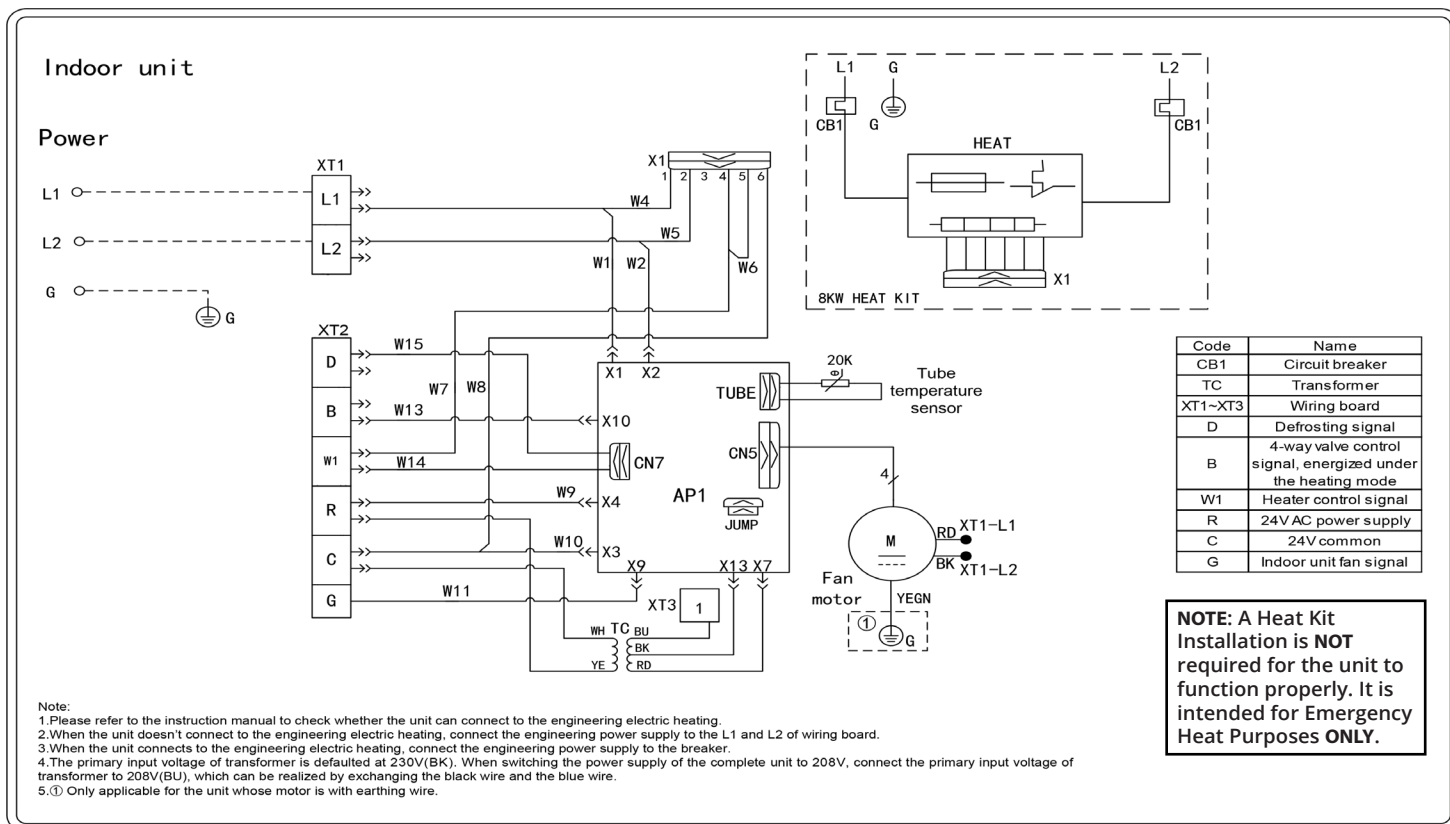 Indoor unit
Power
XT1
L1
L1
L2
L2
G
G
X1
1 2 3 4 5 6
W4
W5
W1
W2
W6
L1
G
L2
CB1
G
CB1
HEAT
X1
8KW HEAT KIT
XT2
D
B
W1
R
C
G
W15
W7
W8
W13
W14
W9
W10
W11
X1
X2
X10
CN7
X4
X3
X9
X13
X7
TUBE
CN5
AP1
JUMP
20K
Tube
temperature
sensor
4
M
RD
XT1-L1
BK
XT1-L2
Fan
motor
YEGN
①
G
XT3
1
WH
TC
BU
BK
YE
RD
Code Name
CB1 Circuit breaker
TC Transformer
XT1~XT3 Wiring board
D Defrosting signal
B 4-way valve control
signal, energized under
the heating mode
W1 Heater control signal
R 24V AC power supply
C 24V common
G Indoor unit fan signal
NOTE: A Heat Kit
Installation is NOT
required for the unit to
function properly. It is
intended for Emergency
Heat Purposes ONLY.
Note:
1.Please refer to the instruction manual to check whether the unit can connect to the engineering electric heating.
2.When the unit doesn't connect to the engineering electric heating, connect the engineering power supply to the L1 and L2 of wiring board.
3.When the unit connects to the engineering electric heating, connect the engineering power supply to the breaker.
4.The primary input voltage of transformer is defaulted at 230V(BK). When switching the power supply of the complete unit to 208V, connect the primary input voltage of
transformer to 208V(BU), which can be realized by exchanging the black wire and the blue wire.
5.① Only applicable for the unit whose motor is with earthing wire.